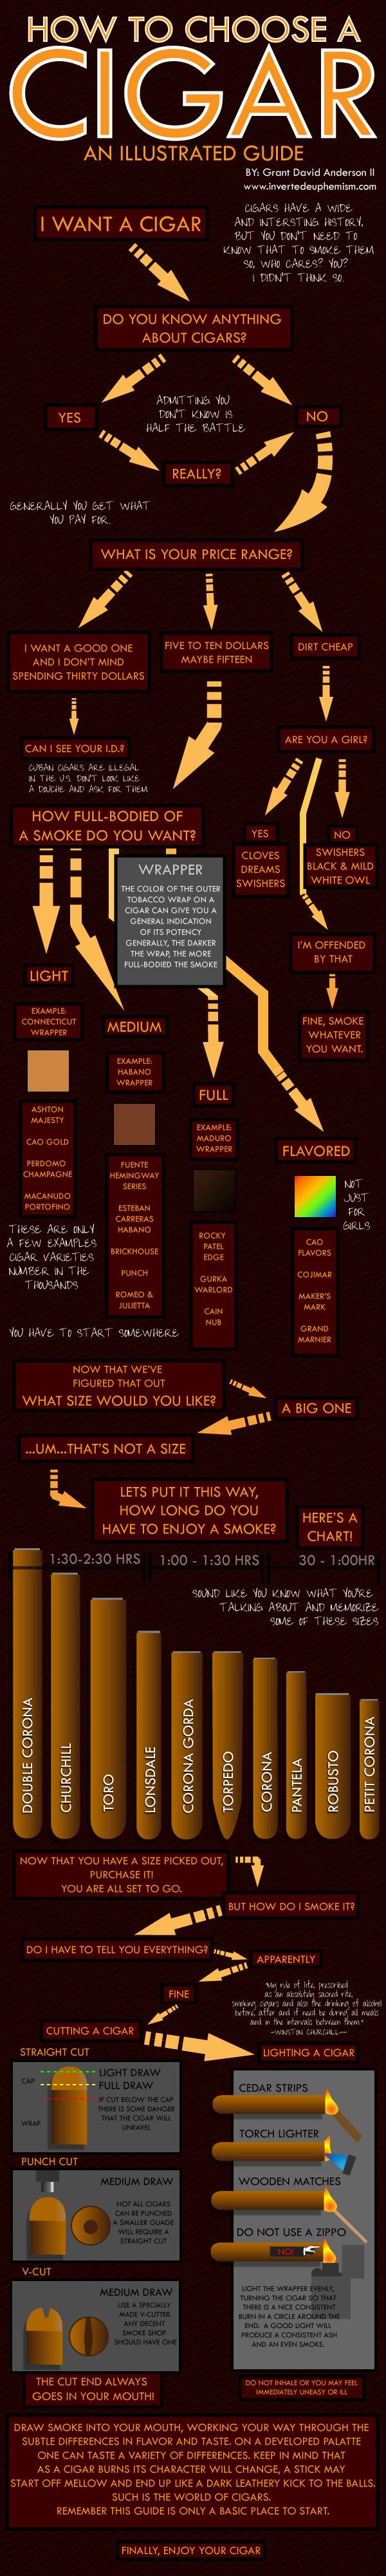 HOW TO CHOOSE A
CIGAR
AN ILLUSTRATED GUIDE
BY: Grant David Anderson II
www.invertedeuphemism.com
I WANT A CIGAR
CIGARS HAVE A WIDE
AND INTERSTING HISTORY,
BUT YOU DON'T NEED TO
KNOW THAT TO SMOKE THEM
SO, WHO CARES? YOU?
I DIDN'T THINK SO.
DO YOU KNOW ANYTHING
ABOUT CIGARS?
YES
ADMITTING YOU
DON'T KNOW IS
HALF THE BATTLE
NO
REALLY?
GENERALLY YOU GET WHAT
YOU PAY FOR.
WHAT IS YOUR PRICE RANGE?
I WANT A GOOD ONE
AND I DON'T MIND
SPENDING THIRTY DOLLARS
FIVE TO TEN DOLLARS
MAYBE FIFTEEN
DIRT CHEAP
CAN I SEE YOUR I.D.?
CUBAN CIGARS ARE ILLEGAL
IN THE U.S. DON'T LOOK LIKE
A DOUCHE AND ASK FOR THEM
ARE YOU A GIRL?
HOW FULL-BODIED OF
A SMOKE DO YOU WANT?
YES
CLOVES
DREAMS
SWISHERS
NO
SWISHERS
BLACK & MILD
WHITE OWL
WRAPPER
THE COLOR OF THE OUTER
TOBACCO WRAP ON A
CIGAR CAN GIVE YOU A
GENERAL INDICATION
OF ITS POTENCY
GENERALLY, THE DARKER
THE WRAP, THE MORE
FULL-BODIED THE SMOKE
I'M OFFENDED
BY THAT
FINE, SMOKE
WHATEVER
YOU WANT.
LIGHT
EXAMPLE:
CONNECTICUT
WRAPPER
ASHTON
MAJESTY
CAO GOLD
PERDOMO
CHAMPAGNE
MACANUDO
PORTOFINO
MEDIUM
EXAMPLE:
HABANO
WRAPPER
FUENTE
HEMINGWAY
SERIES
ESTEBAN
CARRERAS
HABANO
BRICKHOUSE
PUNCH
ROMEO &
JULIETTA
FULL
EXAMPLE:
MADURO
WRAPPER
ROCKY
PATEL
EDGE
GURKA
WARLORD
CAIN
NUB
FLAVORED
NOT
JUST
FOR
GIRLS
CAO
FLAVORS
COJIMAR
MAKER'S
MARK
GRAND
MARNIER
THESE ARE ONLY
A FEW EXAMPLES
CIGAR VARIETIES
NUMBER IN THE
THOUSANDS
YOU HAVE TO START SOMEWHERE
NOW THAT WE'VE
FIGURED THAT OUT
WHAT SIZE WOULD YOU LIKE?
A BIG ONE
...UM...THAT'S NOT A SIZE
LETS PUT IT THIS WAY,
HOW LONG DO YOU
HAVE TO ENJOY A SMOKE?
HERE'S A
CHART!
1:30-2:30 HRS
1:00 - 1:30 HRS
30 - 1:00HR
SOUND LIKE YOU KNOW WHAT YOU'RE
TALKING ABOUT AND MEMORIZE
SOME OF THESE SIZES
DOUBLE CORONA
CHURCHILL
TORO
LONSDALE
CORONA GORDA
TORPEDO
CORONA
PANTELA
ROBUSTO
PETIT CORONA
NOW THAT YOU HAVE A SIZE PICKED OUT,
PURCHASE IT!
YOU ARE ALL SET TO GO.
BUT HOW DO I SMOKE IT?
DO I HAVE TO TELL YOU EVERYTHING?
APPARENTLY
FINE
"My rule of life, prescribed
as an absolutely sacred rite,
smoking cigars and also the drinking of alcohol
before, after and if need be during all meals
and in the intervals between them."
--WINSTON CHURCHILL--
CUTTING A CIGAR
LIGHTING A CIGAR
STRAIGHT CUT
CAP
WRAP
LIGHT DRAW
FULL DRAW
IF CUT BELOW THE CAP
THERE IS SOME DANGER
THAT THE CIGAR WILL
UNRAVEL
PUNCH CUT
MEDIUM DRAW
NOT ALL CIGARS
CAN BE PUNCHED
A SMALLER GUAGE
WILL REQUIRE A
STRAIGHT CUT
V-CUT
MEDIUM DRAW
USE A SPECIALLY
MADE V-CUTTER.
ANY DECENT
SMOKE SHOP
SHOULD HAVE ONE
THE CUT END ALWAYS
GOES IN YOUR MOUTH!
CEDAR STRIPS
TORCH LIGHTER
WOODEN MATCHES
DO NOT USE A ZIPPO
NO!
LIGHT THE WRAPPER EVENLY,
TURNING THE CIGAR SO THAT
THERE IS A NICE CONSISTENT
BURN IN A CIRCLE AROUND THE
END. A GOOD LIGHT WILL
PRODUCE A CONSISTENT ASH
AND AN EVEN SMOKE.
DO NOT INHALE OR YOU MAY FEEL
IMMEDIATELY UNEASY OR ILL
DRAW SMOKE INTO YOUR MOUTH, WORKING YOUR WAY THROUGH THE
SUBTLE DIFFERENCES IN FLAVOR AND TASTE. ON A DEVELOPED PALATTE
ONE CAN TASTE A VARIETY OF DIFFERENCES. KEEP IN MIND THAT
AS A CIGAR BURNS ITS CHARACTER WILL CHANGE, A STICK MAY
START OFF MELLOW AND END UP LIKE A DARK LEATHERY KICK TO THE BALLS.
SUCH IS THE WORLD OF CIGARS.
REMEMBER THIS GUIDE IS ONLY A BASIC PLACE TO START.
FINALLY, ENJOY YOUR CIGAR